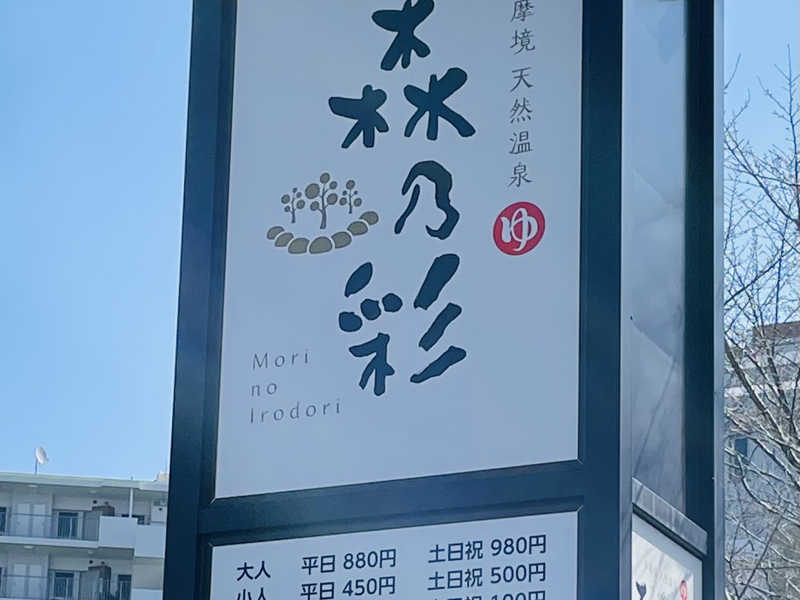 摩境 天然温泉
ゆ
森乃彩
Mori
no
Irodori
大人 平日 880円 土日祝 980円
小人 平日 450円 土日祝 500円